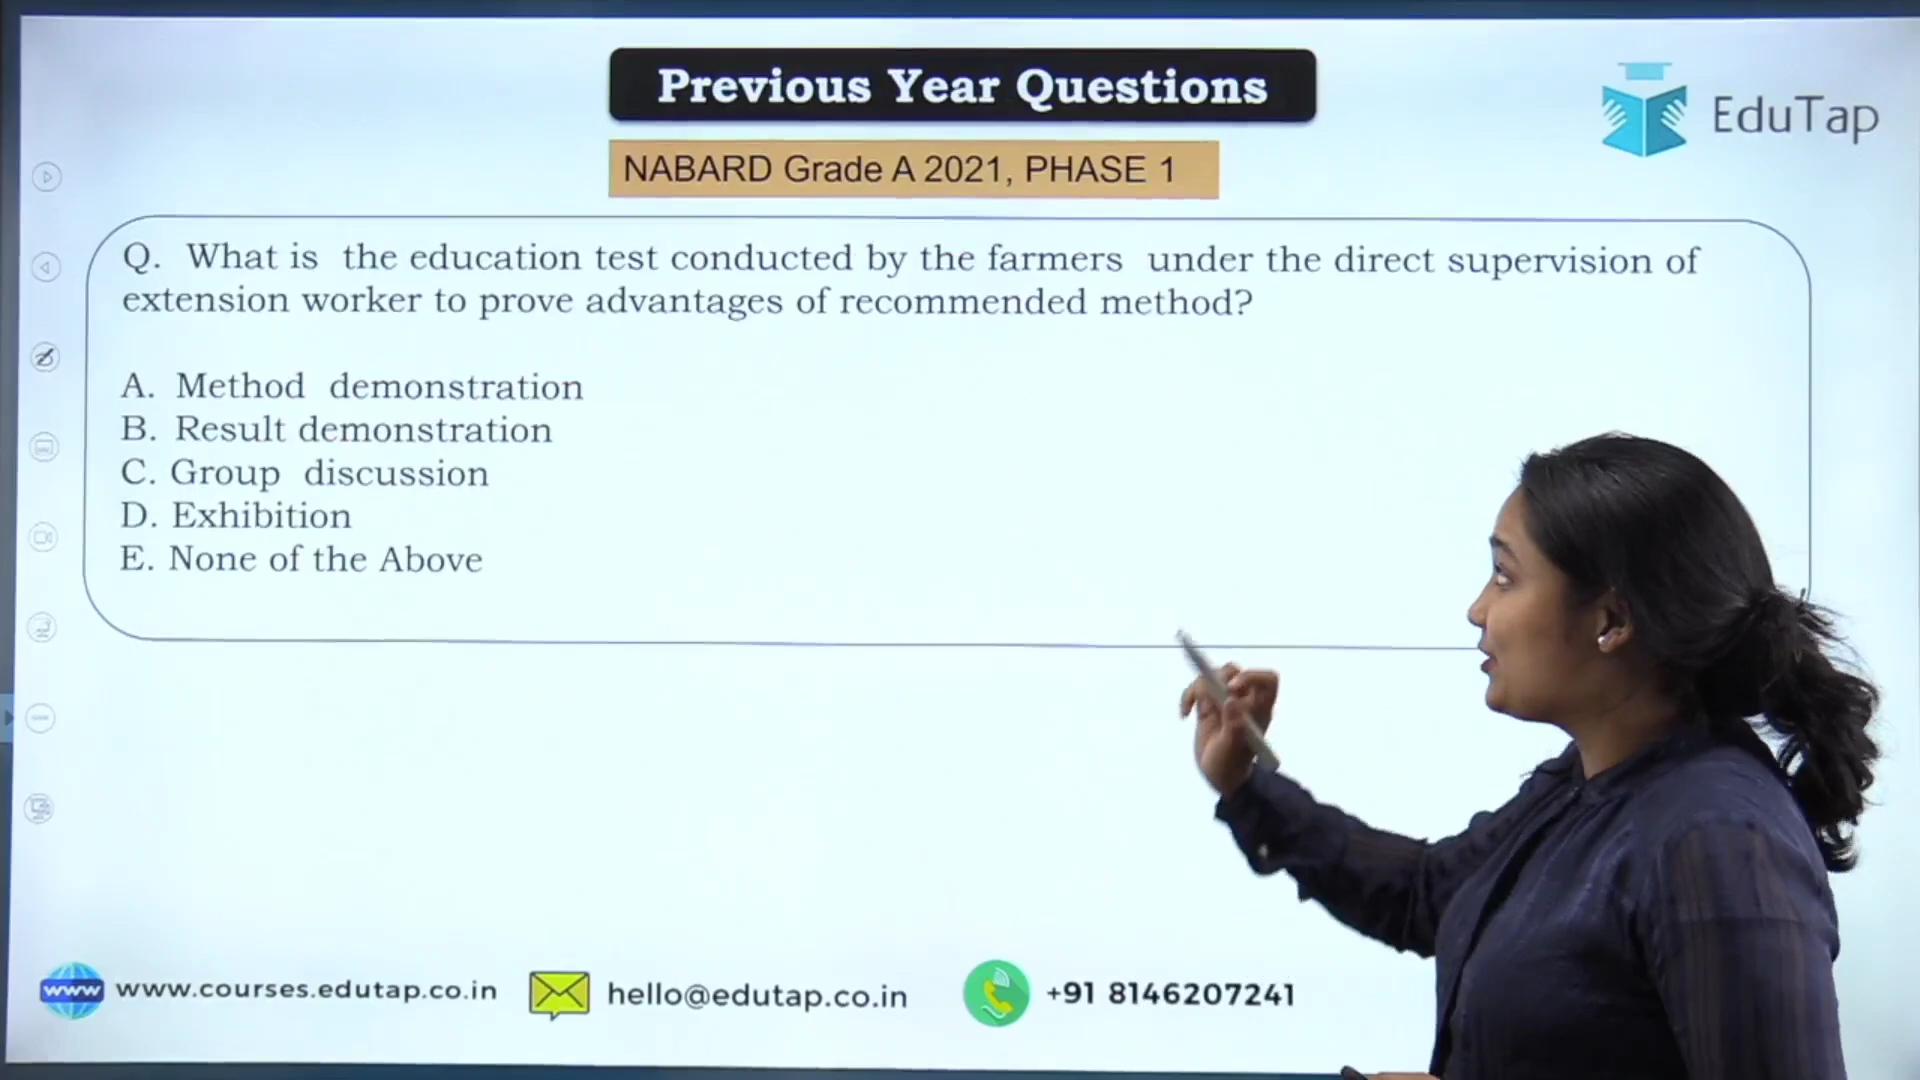 Previous Year Questions
EduTap
NABARD Grade A 2021, PHASE 1
Q. What is the education test conducted by the farmers under the direct supervision of
extension worker to prove advantages of recommended method?
A. Method demonstration
B. Result demonstration
C. Group discussion
D. Exhibition
E. None of the Above
www www.courses.edutap.co.in hello@edutap.co.in +91 8146207241